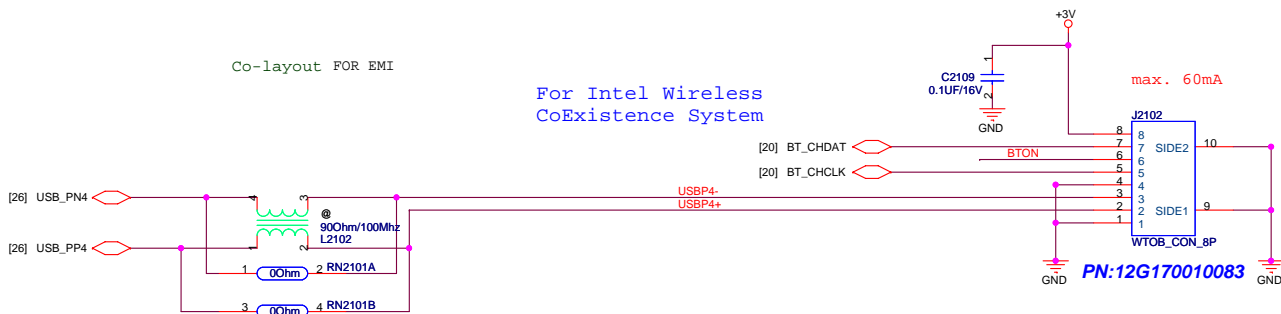 +3V
Co-layout FOR EMI
1
C2109
0.1UF/16V
2
GND
max. 60mA
For Intel Wireless
CoExistence System
J2102
8 8
[20] BT_CHDAT 7 7 SIDE2 10
BTON 6 6
[20] BT_CHCLK 5 5
4 4
[26] USB_PN4 4 3 USBP4- 3 3
@
90Ohm/100Mhz
L2102
USBP4+ 2 2 SIDE1 9
1 1
[26] USB_PP4 1 2
WTOB_CON_8P
1 0Ohm 2 RN2101A
GND PN:12G170010083 GND
3 0Ohm 4 RN2101B